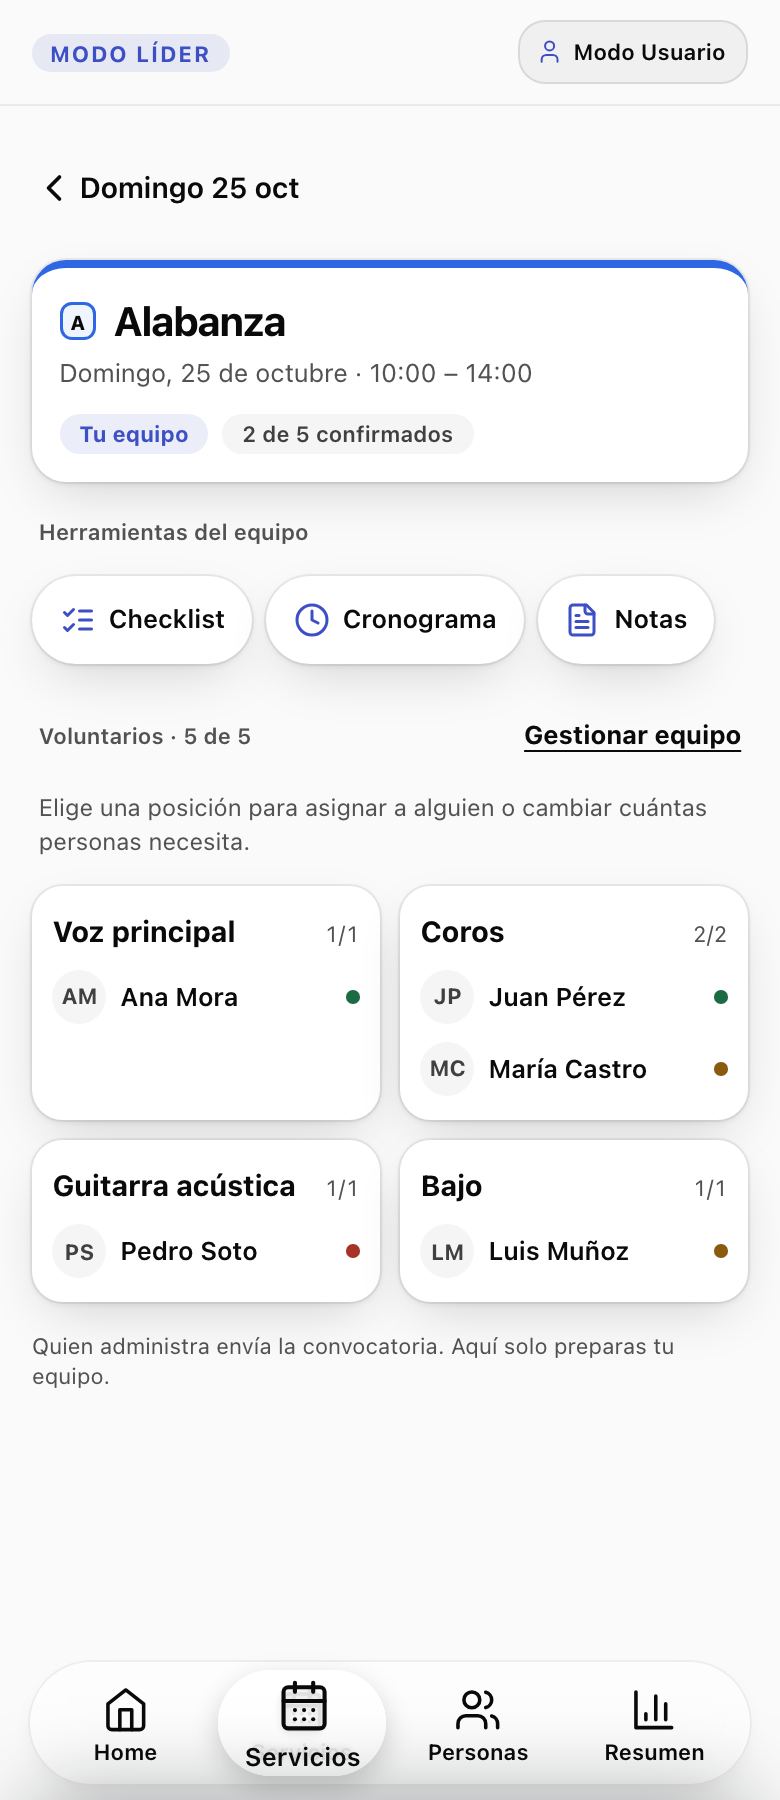 MODO LÍDER
Modo Usuario
Domingo 25 oct
A Alabanza
Domingo, 25 de octubre · 10:00 – 14:00
Tu equipo
2 de 5 confirmados
Herramientas del equipo
Checklist
Cronograma
Notas
Voluntarios · 5 de 5
Gestionar equipo
Elige una posición para asignar a alguien o cambiar cuántas
personas necesita.
Voz principal 1/1
AM Ana Mora
Coros 2/2
JP Juan Pérez
MC María Castro
Guitarra acústica 1/1
PS Pedro Soto
Bajo 1/1
LM Luis Muñoz
Quien administra envía la convocatoria. Aquí solo preparas tu
equipo.
Home
Servicios
Personas
Resumen